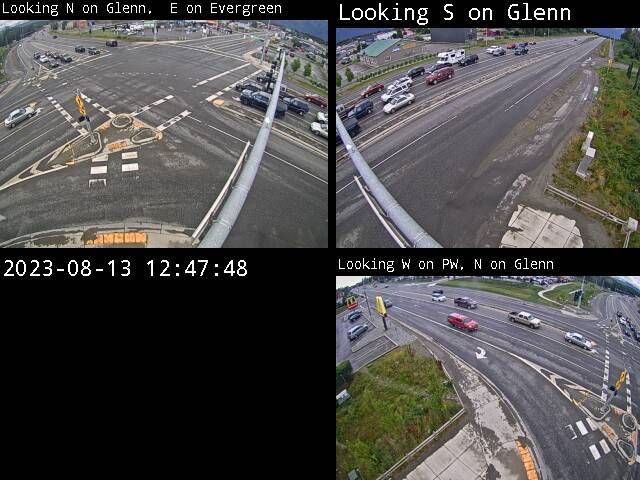 Looking N on Glenn, E on Evergreen
Looking S on Glenn
2023-08-13 12:47:48
Looking W on PW, N on Glenn